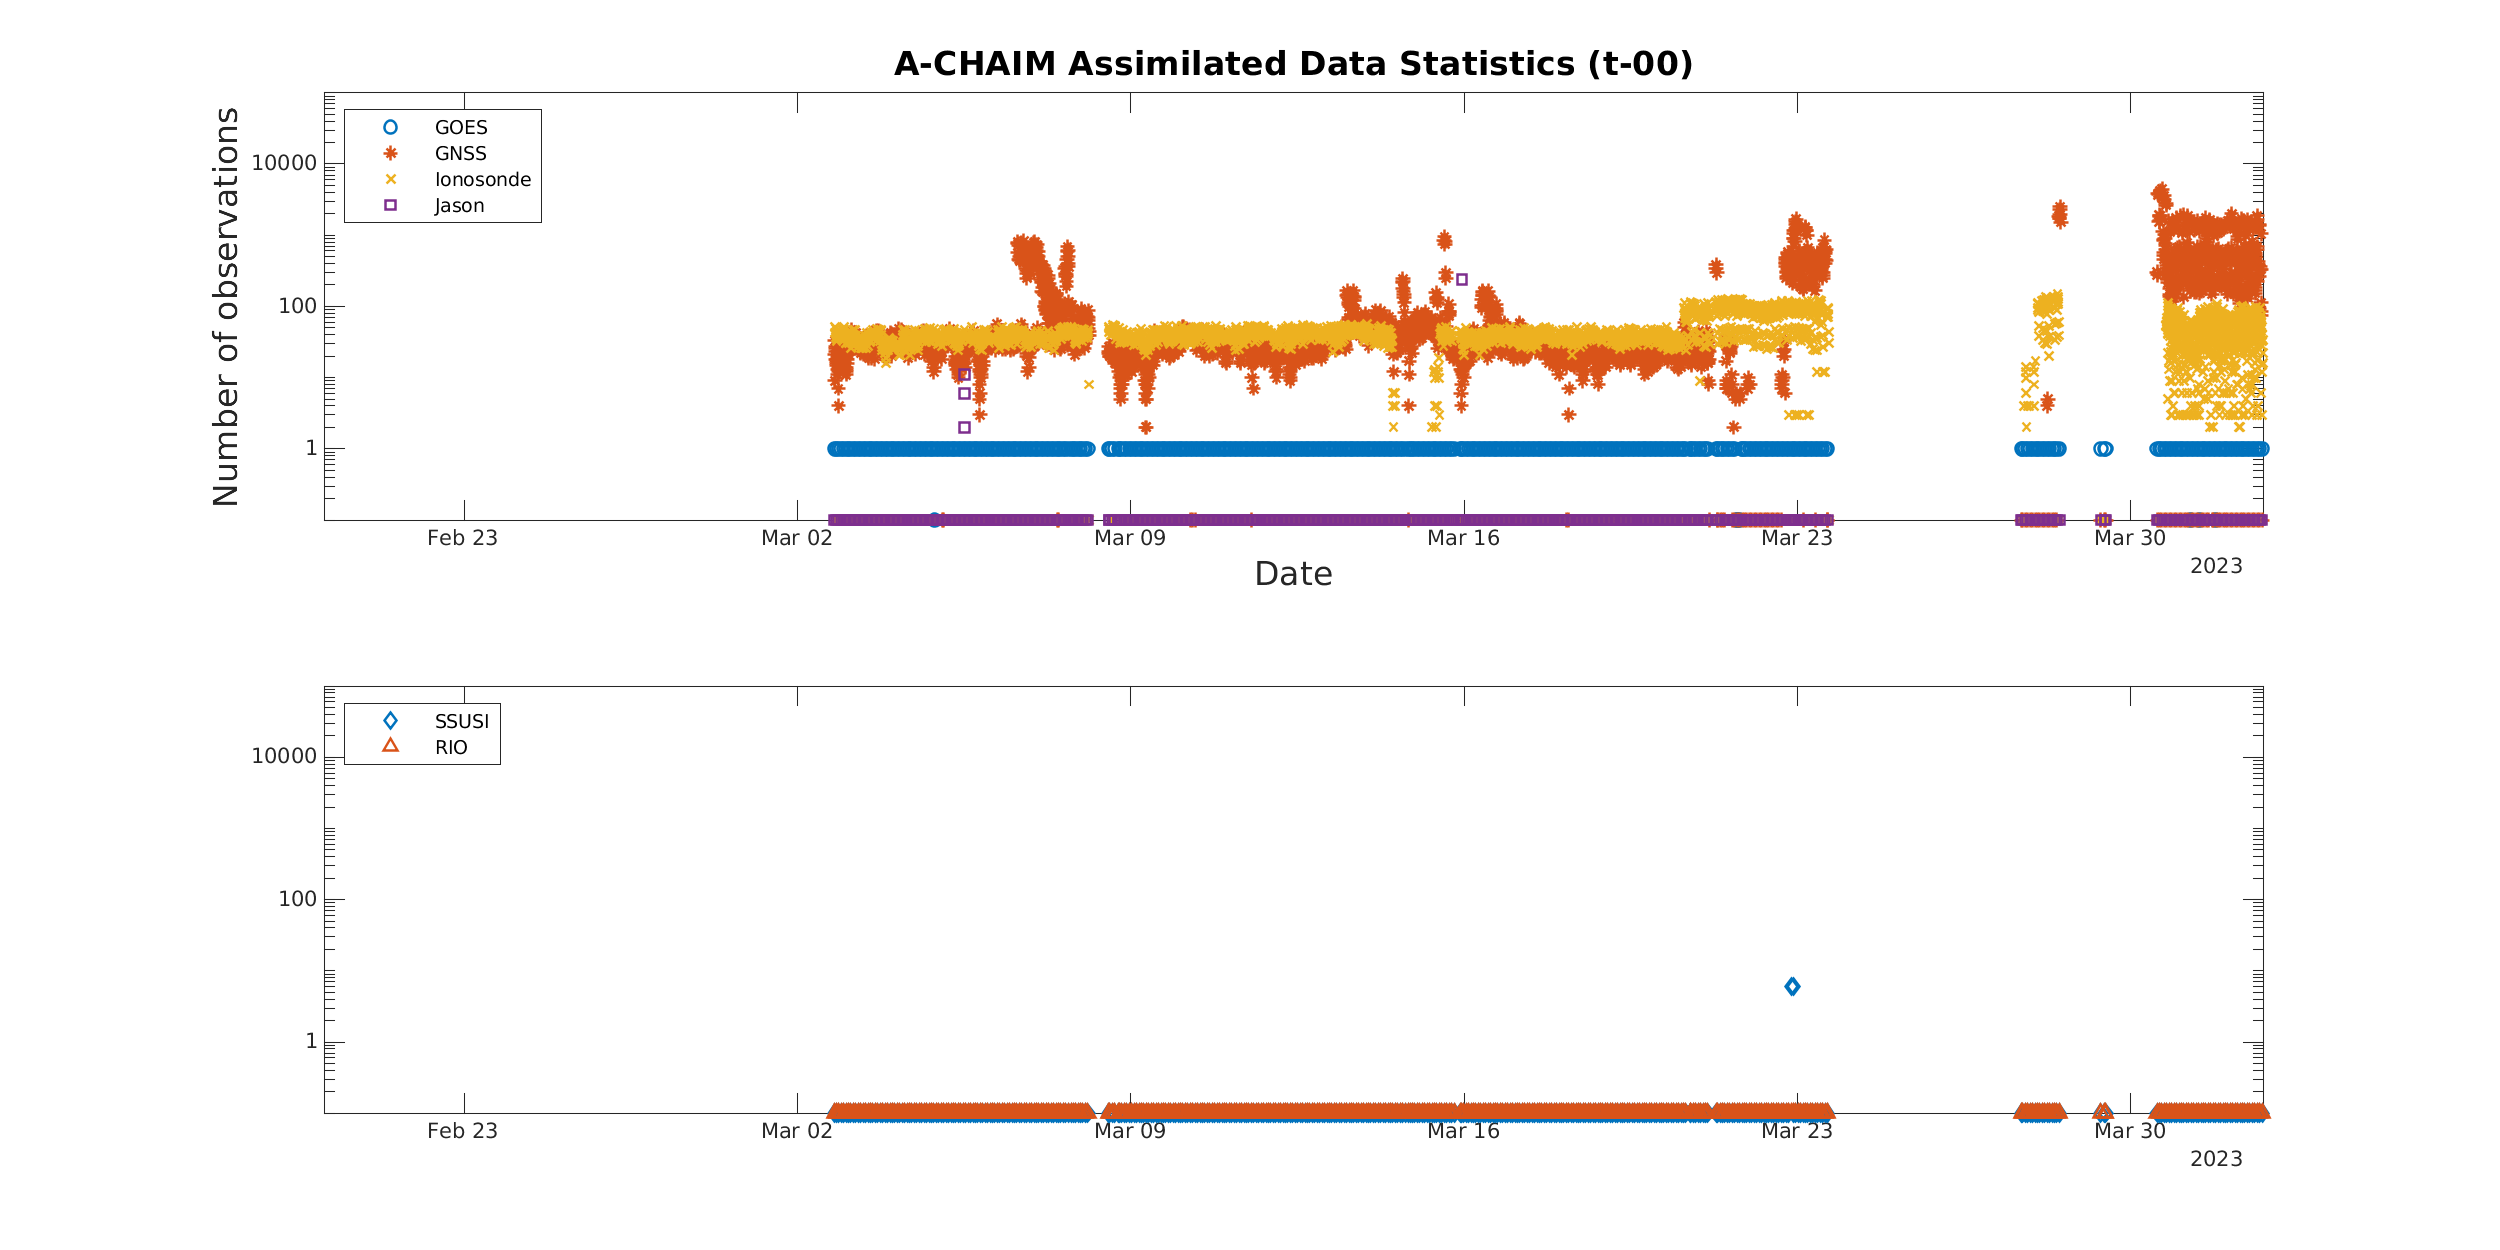 A-CHAIM Assimilated Data Statistics (t-00)
Number of observations
10000
100
1
GOES
GNSS
Ionosonde
Jason
Feb 23
Mar 02
Mar 09
Mar 16
Mar 23
Mar 30
2023
Date
10000
100
1
SSUSI
RIO
Feb 23
Mar 02
Mar 09
Mar 16
Mar 23
Mar 30
2023